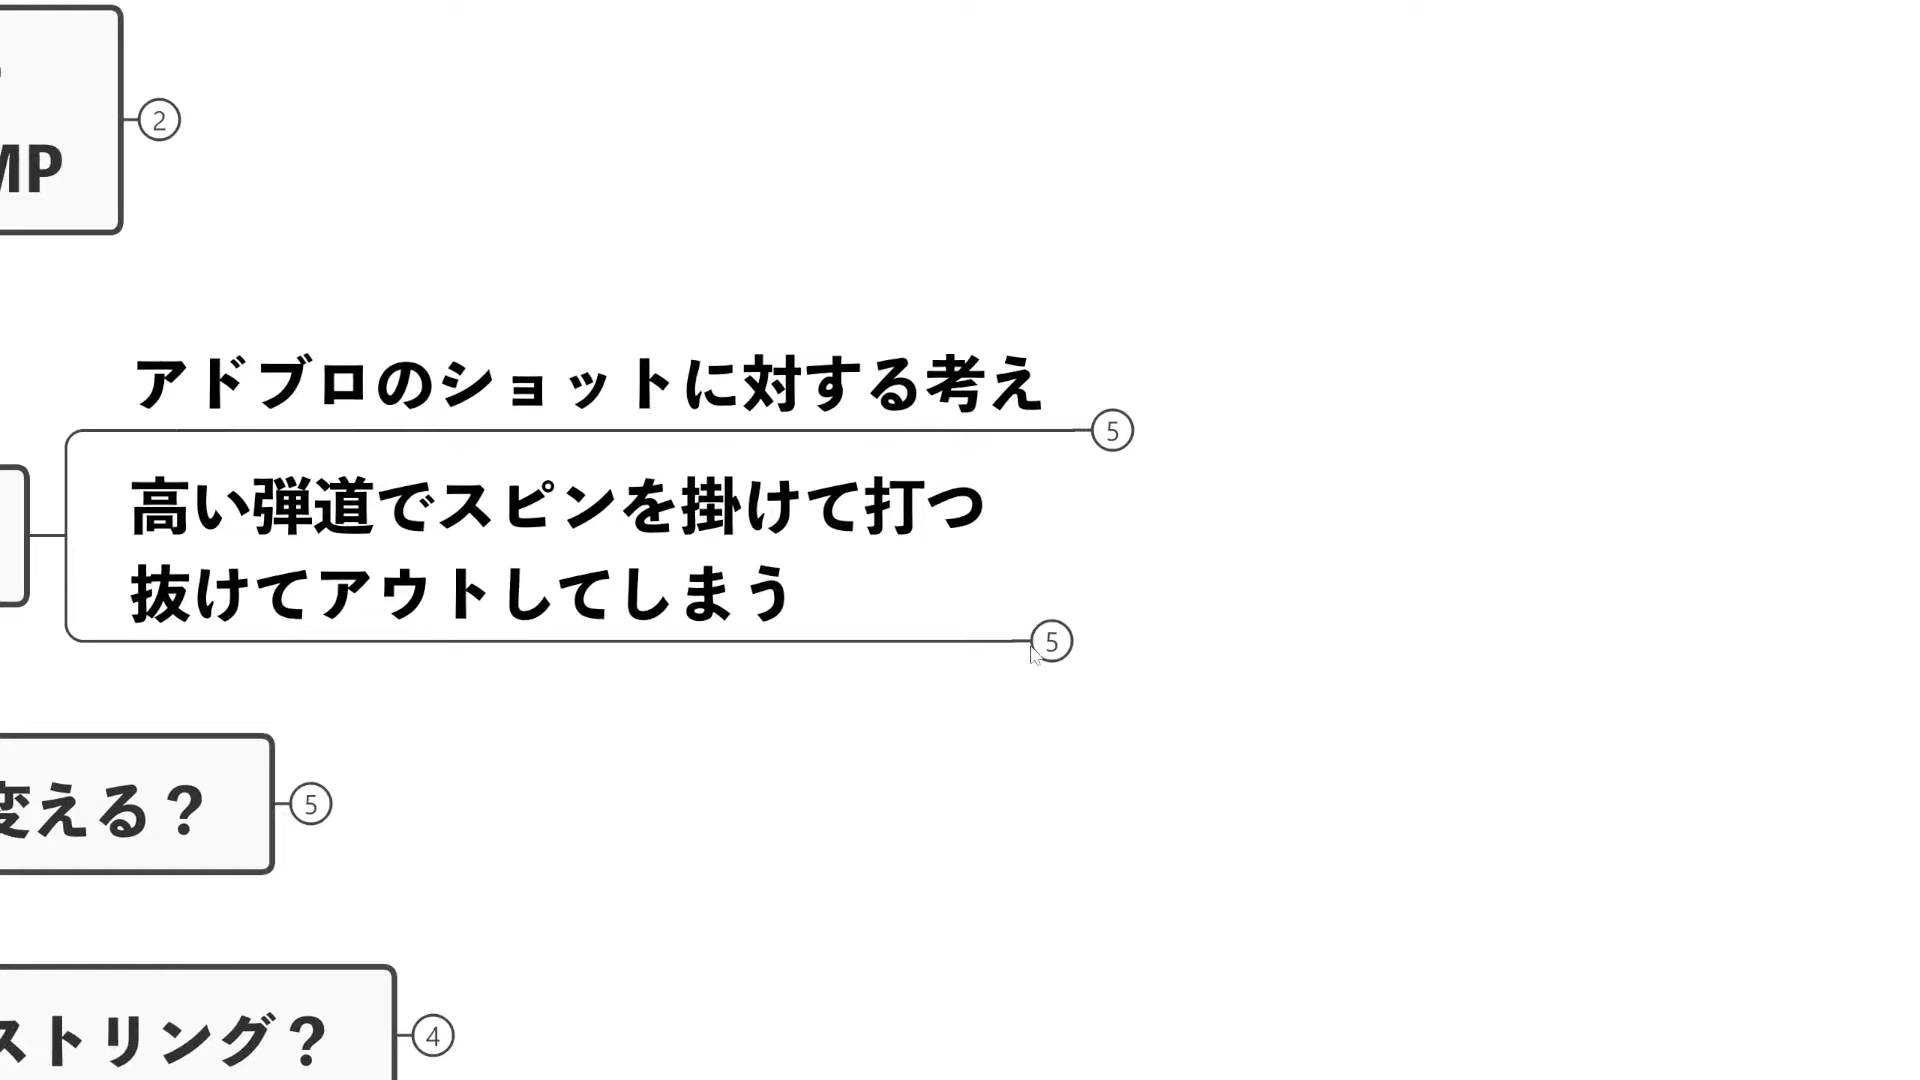 2
MP
アドブロのショットに対する考え
5
高い弾道でスピンを掛けて打つ
抜けてアウトしてしまう
5
変える？
5
ストリング？
4